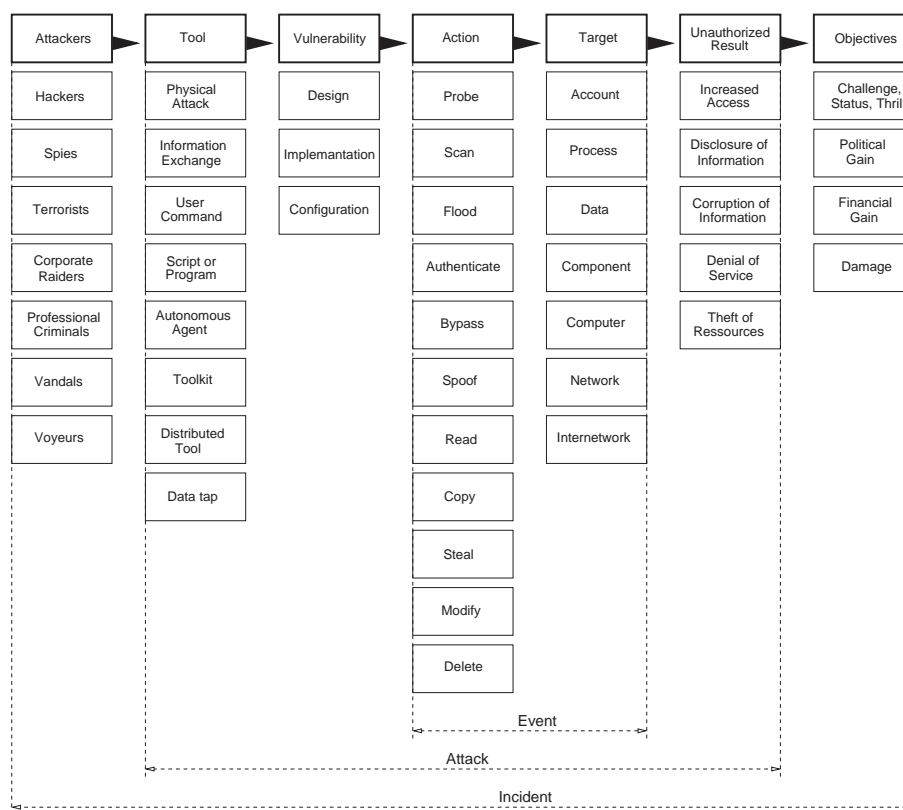 Attackers
Tool
Vulnerability
Action
Target
Unauthorized
Result
Objectives
Hackers
Physical
Attack
Design
Probe
Account
Increased
Access
Challenge,
Status, Thrill
Spies
Information
Exchange
Implemantation
Scan
Process
Disclosure of
Information
Political
Gain
Terrorists
User
Command
Configuration
Flood
Data
Corruption of
Information
Financial
Gain
Corporate
Raiders
Script or
Program
Authenticate
Component
Denial of
Service
Damage
Professional
Criminals
Autonomous
Agent
Bypass
Computer
Theft of
Ressources
Vandals
Toolkit
Spoof
Network
Voyeurs
Distributed
Tool
Read
Internetwork
Data tap
Copy
Steal
Modify
Delete
Event
Attack
Incident